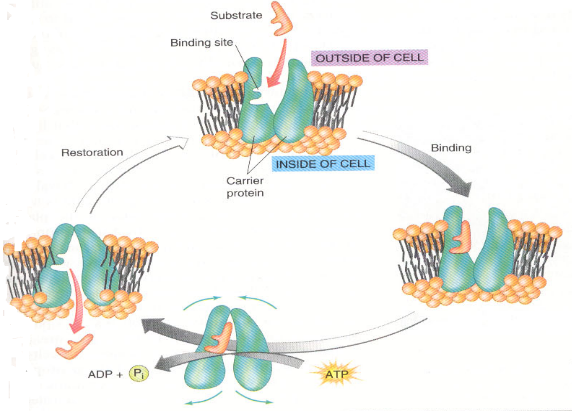 Substrate
Binding site
OUTSIDE OF CELL
Restoration
Binding
INSIDE OF CELL
Carrier
protein
ADP + Pi
ATP